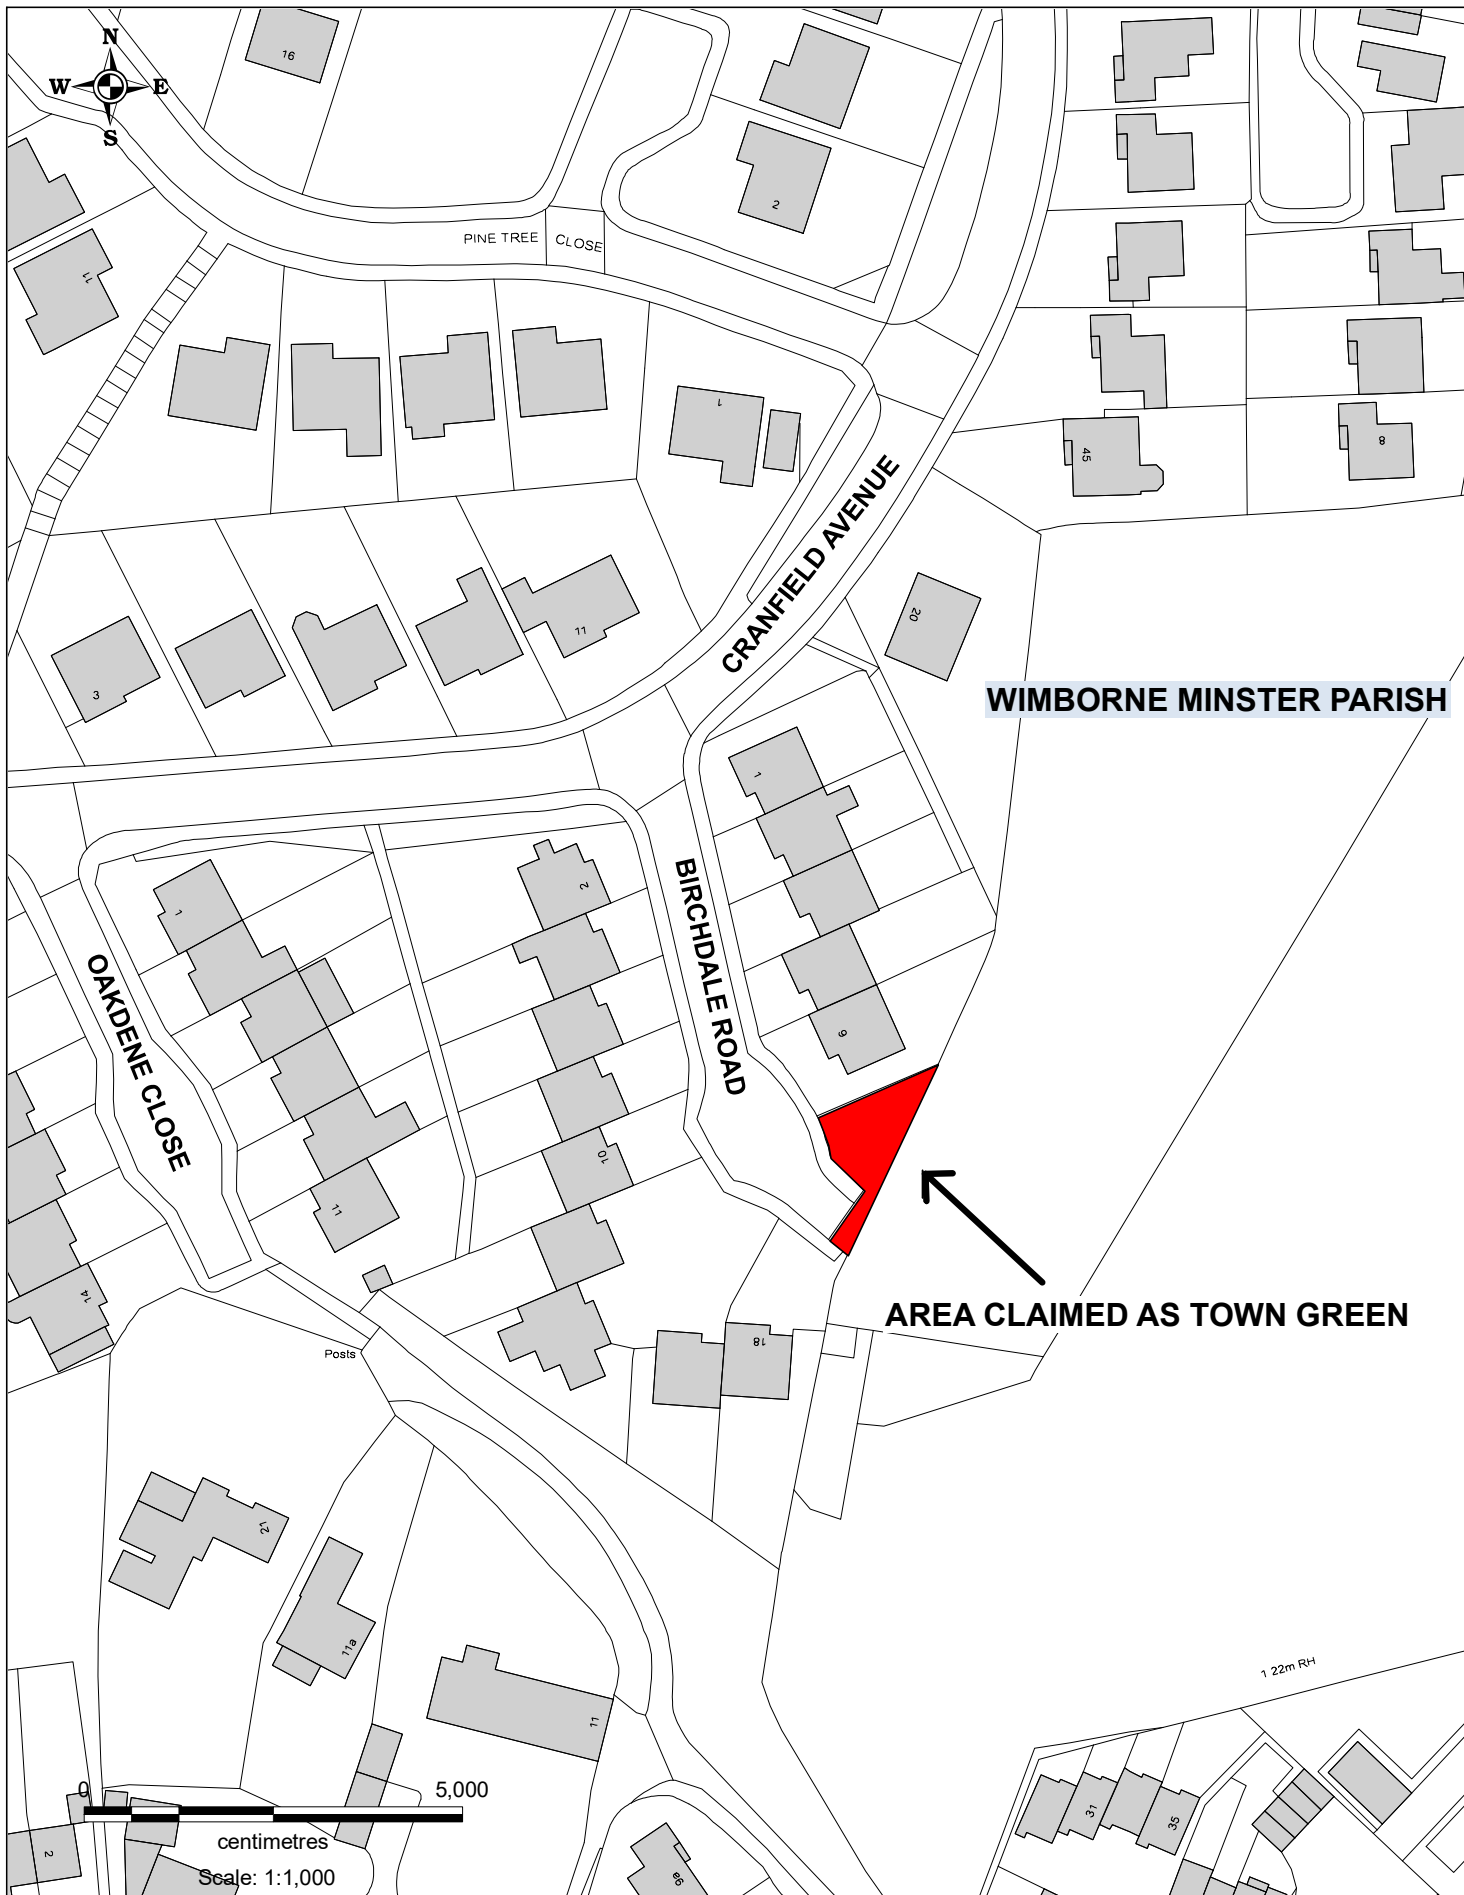 N
W E
S
16
2
11
PINE TREE CLOSE
1
45
8
CRANFIELD AVENUE
20
11
3
WIMBORNE MINSTER PARISH
1
2
1
BIRCHDALE ROAD
OAKDENE CLOSE
9
10
11
14
AREA CLAIMED AS TOWN GREEN
18
Posts
21
11a
11
1 22m RH
0 5,000
centimetres
Scale: 1:1,000
31
35
2
9a